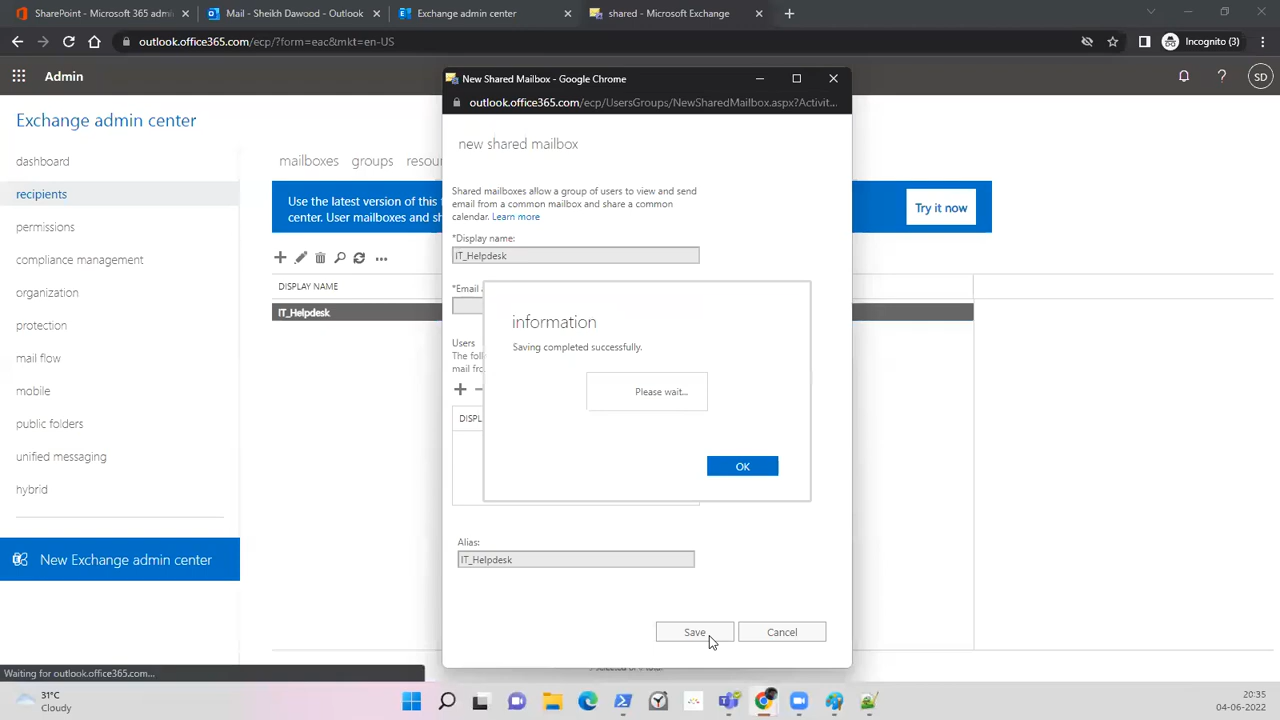 SharePoint - Microsoft 365 admi
Mail - Sheikh Dawood - Outlook
Exchange admin center
shared - Microsoft Exchange
outlook.office365.com/ecp/?form=eac&mkt=en-US
Incognito (3)
Admin
SD
New Shared Mailbox - Google Chrome
outlook.office365.com/ecp/UsersGroups/NewSharedMailbox.aspx?Activit...
Exchange admin center
dashboard
recipients
permissions
compliance management
organization
protection
mail flow
mobile
public folders
unified messaging
hybrid
New Exchange admin center
mailboxes groups resou
Use the latest version of this
center. User mailboxes and sh
Try it now
DISPLAY NAME
IT_Helpdesk
new shared mailbox
Shared mailboxes allow a group of users to view and send
email from a common mailbox and share a common
calendar. Learn more
*Display name:
IT_Helpdesk
*Email a
Users
The follo
mail fron
DISPL
information
Saving completed successfully.
Please wait...
OK
Alias:
IT_Helpdesk
Save
Cancel
Waiting for outlook.office365.com...
31°C
Cloudy
20:35
04-06-2022